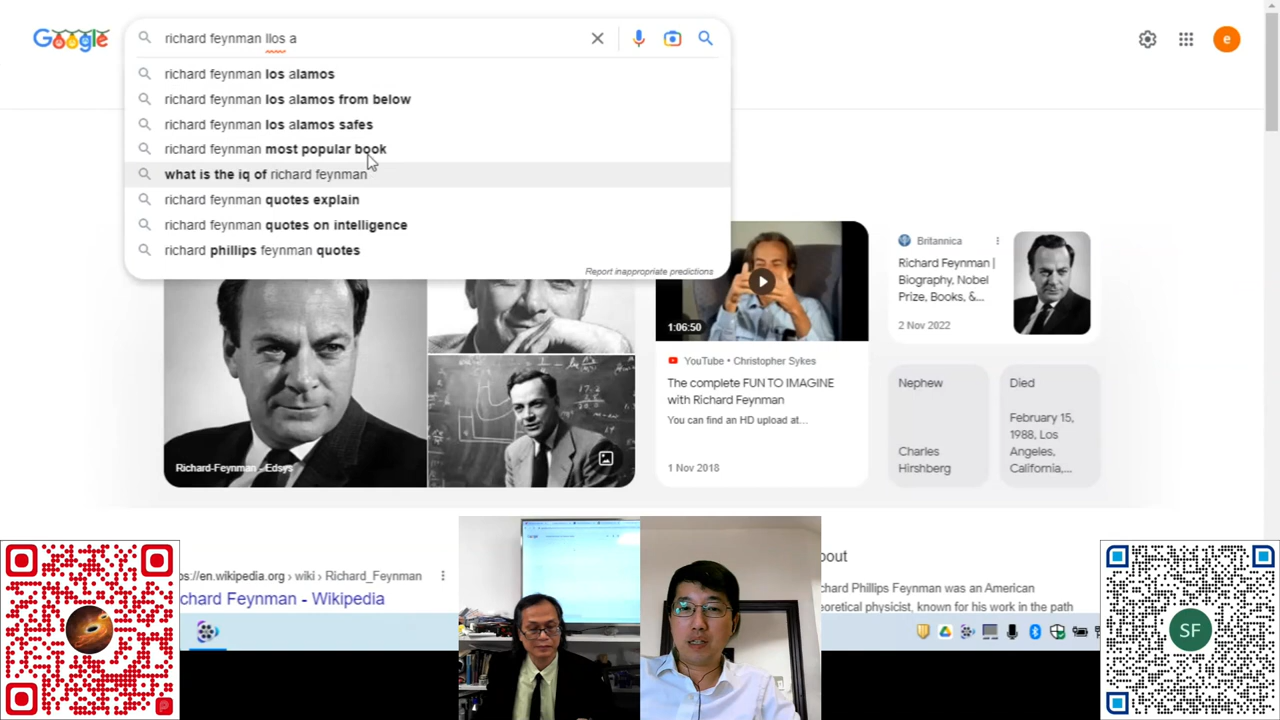 Google
richard feynman llos a
richard feynman los alamos
richard feynman los alamos from below
richard feynman los alamos safes
richard feynman most popular book
what is the iq of richard feynman
richard feynman quotes explain
richard feynman quotes on intelligence
richard phillips feynman quotes
Report inappropriate predictions
e
Richard-Feynman - Edsys
1:06:50
YouTube • Christopher Sykes
The complete FUN TO IMAGINE
with Richard Feynman
You can find an HD upload at...
1 Nov 2018
Britannica
Richard Feynman |
Biography, Nobel
Prize, Books, &...
2 Nov 2022
Nephew
Charles
Hirshberg
Died
February 15,
1988, Los
Angeles,
California,...
ps://en.wikipedia.org › wiki › Richard_Feynman
chard Feynman - Wikipedia
bout
chard Phillips Feynman was an American
eoretical physicist, known for his work in the path
SF